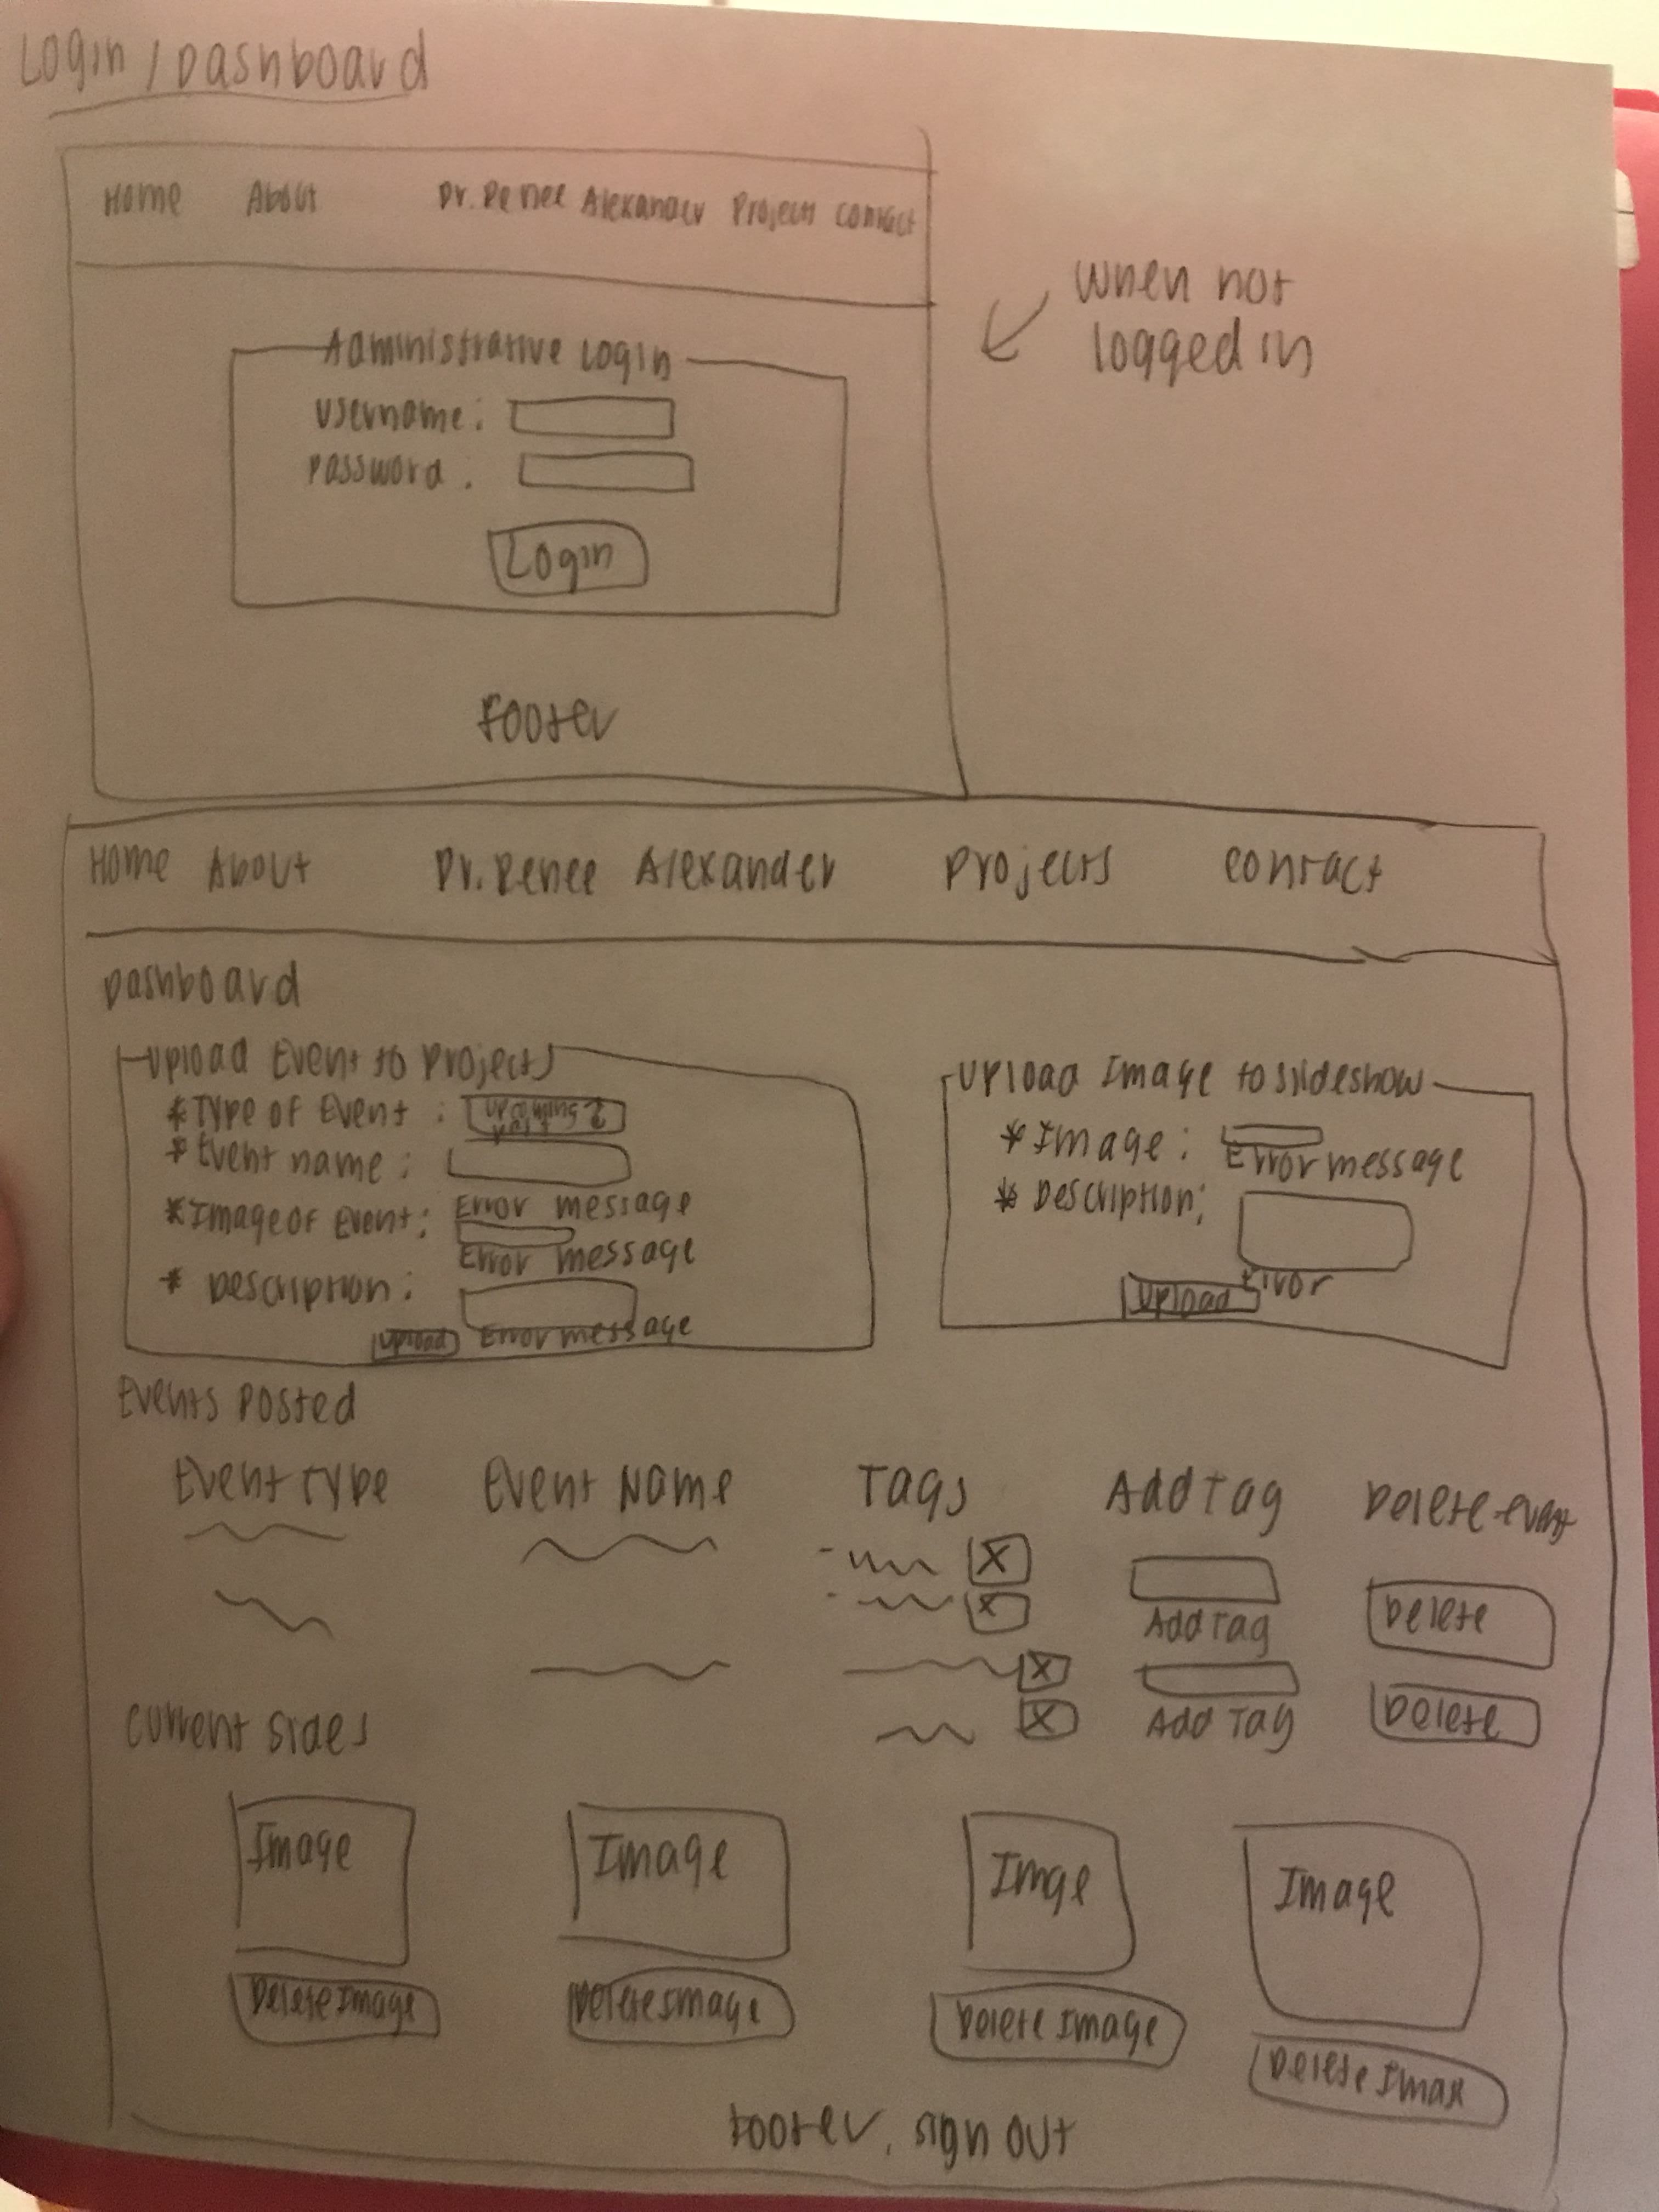 Login / Dashboard
Home About Dr. Renee Alexander Projects Contact
when not
logged in
Administrative Login
username:
password:
Login
Footer
Home About Dr. Renee Alexander Projects Contact
Dashboard
Upload Event to Projects
* Type of Event : upcoming
* Event name :
Error message
* Image of Event :
Error message
* Description :
Upload Error message
Upload Image to slideshow
* Image :
Error message
* Description :
Error
Upload
Events Posted
Event Type Event Name Tags Add Tag Delete event
X
X
Add Tag Delete
X
X
Add Tag Delete
Current Sides
Image Image Imge Image
Delete Image Delete Image Delete Image Delete Image
Footer, sign out